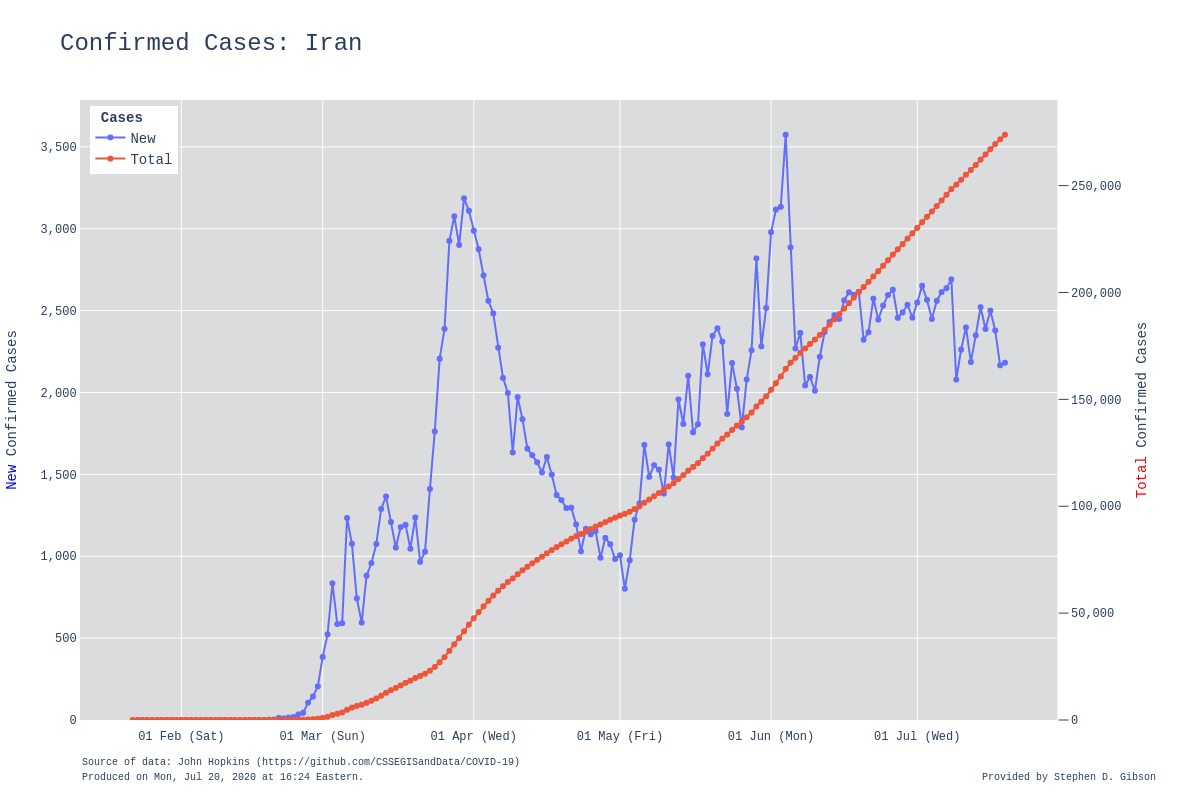 Confirmed Cases: Iran
Cases
New
Total
3,500
3,000
2,500
2,000
1,500
1,000
500
0
New Confirmed Cases
250,000
200,000
150,000
100,000
50,000
0
Total Confirmed Cases
01 Feb (Sat)
01 Mar (Sun)
01 Apr (Wed)
01 May (Fri)
01 Jun (Mon)
01 Jul (Wed)
Source of data: John Hopkins (https://github.com/CSSEGISandData/COVID-19)
Produced on Mon, Jul 20, 2020 at 16:24 Eastern.
Provided by Stephen D. Gibson